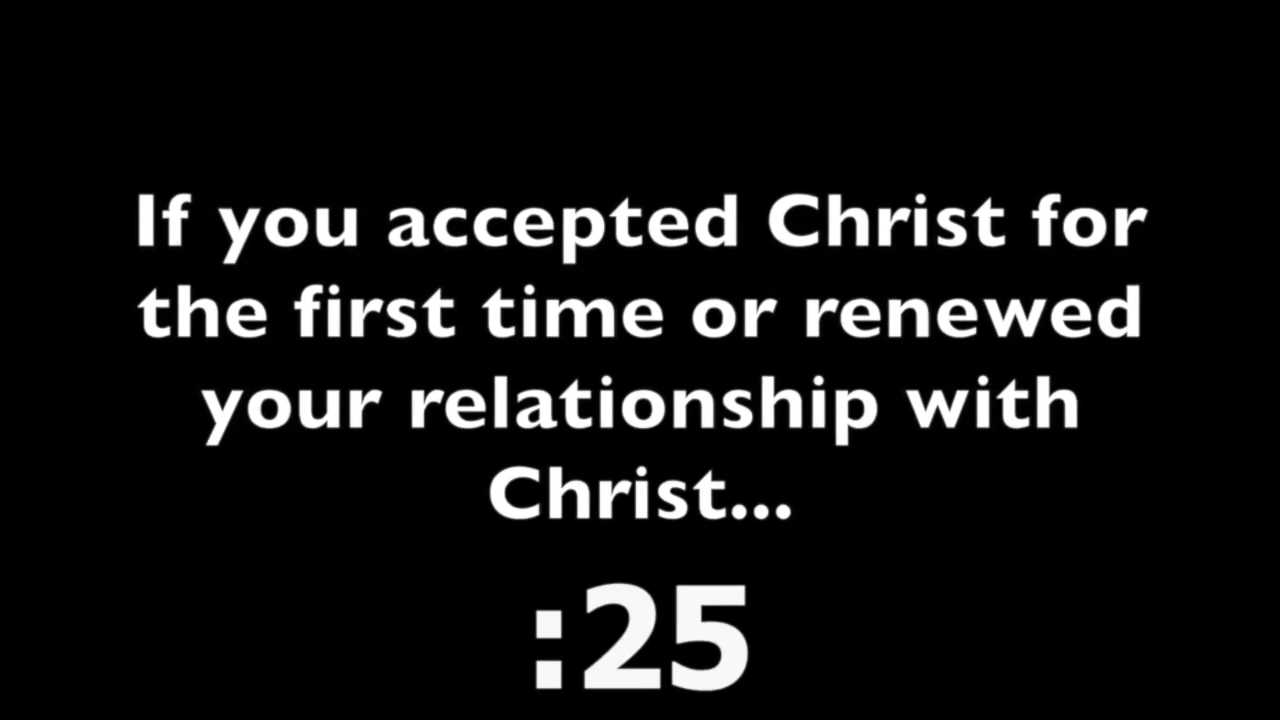 If you accepted Christ for
the first time or renewed
your relationship with
Christ...
:25